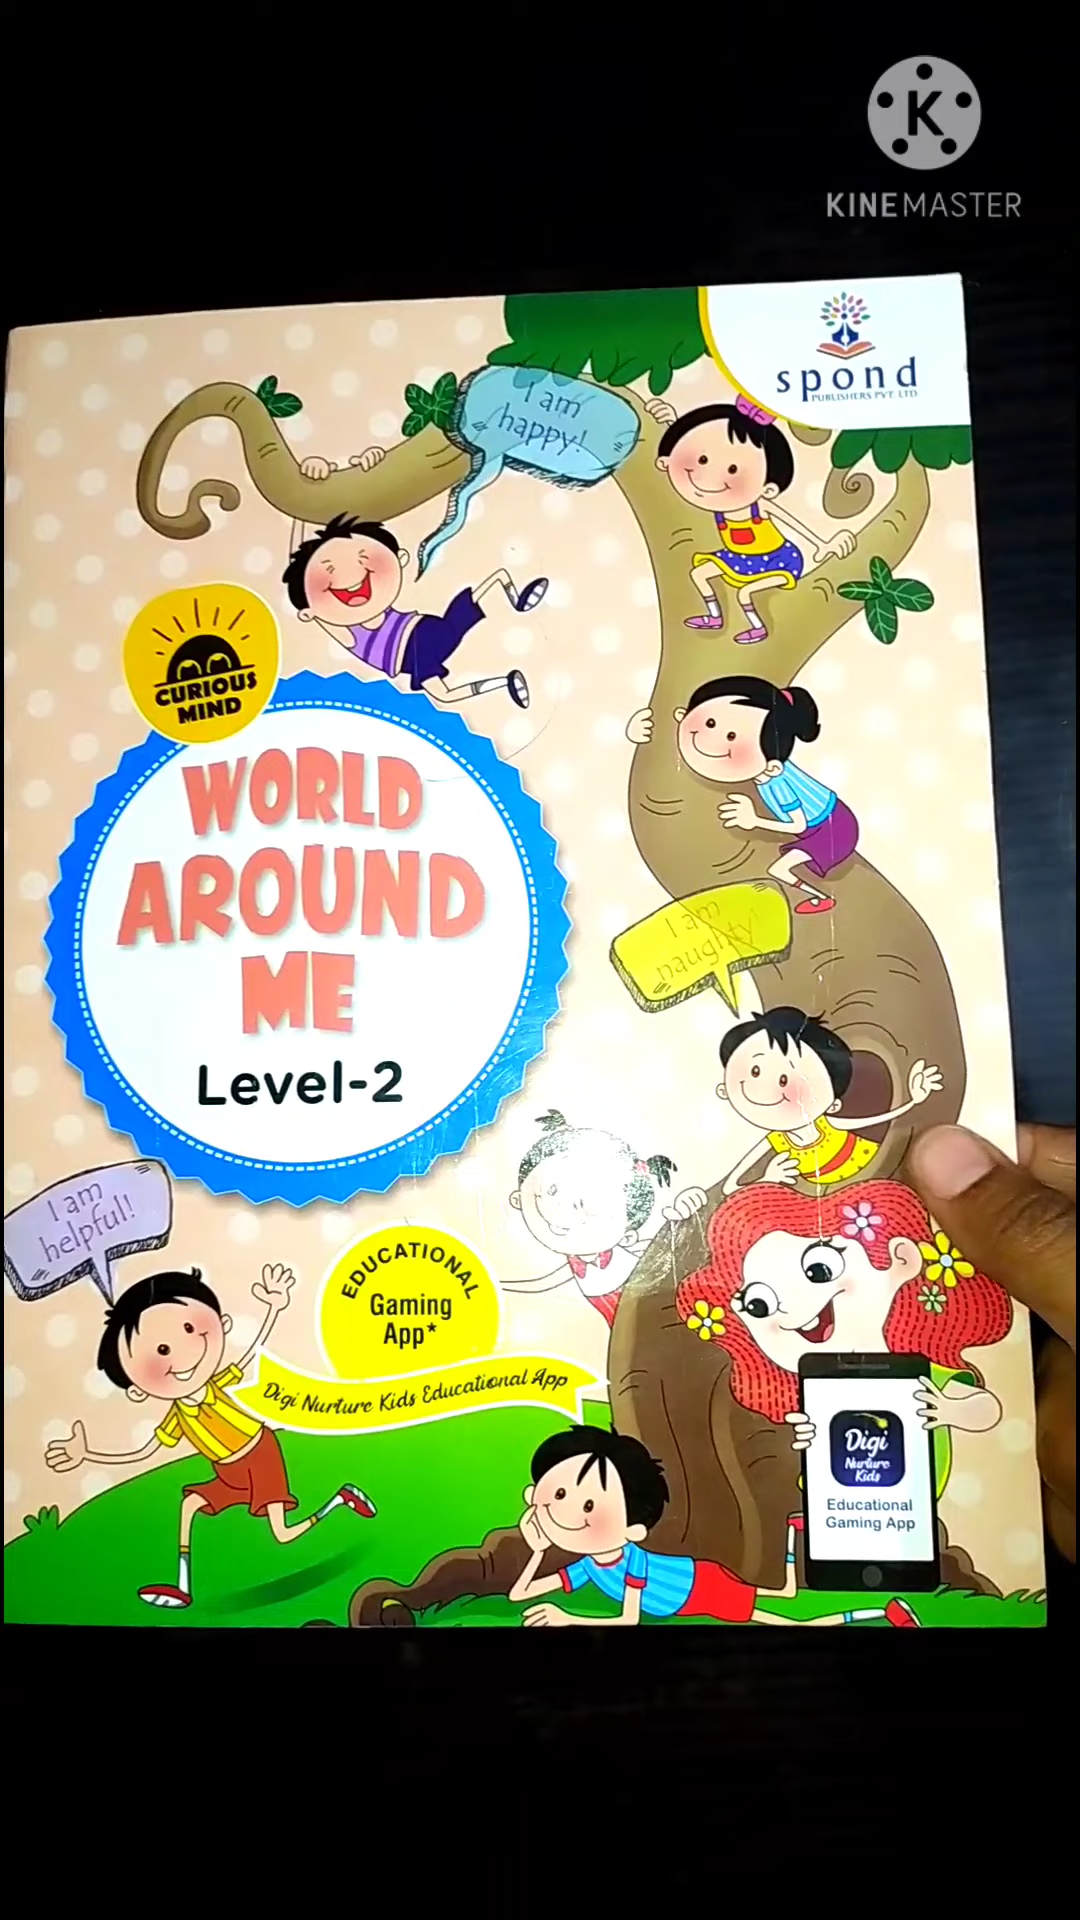 KINEMASTER
spond
PUBLISHERS PVT. LTD
I am
happy!
CURIOUS
MIND
WORLD
AROUND
ME
Level-2
I am
naughty!
I am
helpful!
EDUCATIONAL
Gaming
App*
Digi Nurture Kids Educational App
Digi
Nurture
Kids
Educational
Gaming App